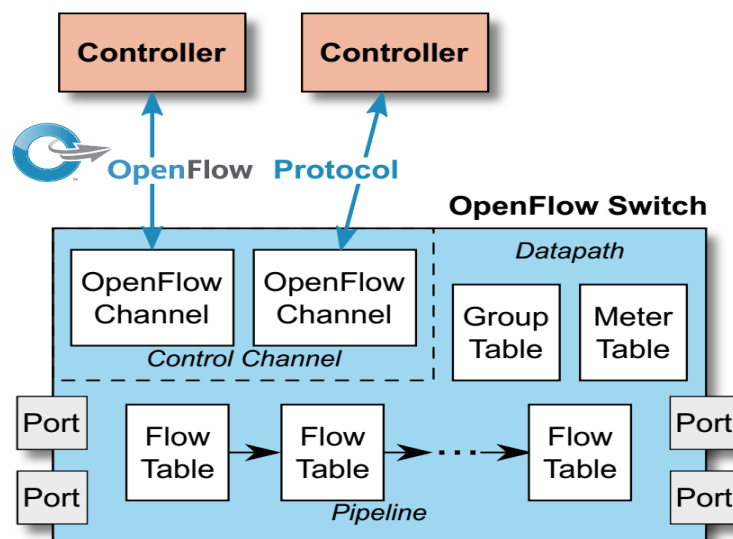 Controller
Controller
OpenFlow Protocol
™
OpenFlow Switch
Datapath
OpenFlow
Channel
OpenFlow
Channel
Control Channel
Group
Table
Meter
Table
Port
Port
Flow
Table
Flow
Table
...
Flow
Table
Port
Port
Pipeline